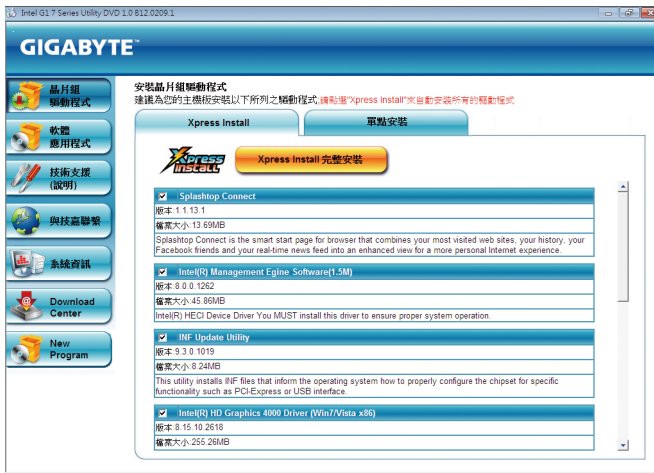 Intel G1.7 Series Utility DVD 1.0 B12.0209.1
GIGABYTE™
晶片組
驅動程式
軟體
應用程式
技術支援
(說明)
與技嘉聯繫
系統資訊
Download
Center
New
Program
安裝晶片組驅動程式
建議為您的主機板安裝以下所列之驅動程式,請點選"Xpress Install"來自動安裝所有的驅動程式
Xpress Install
單點安裝
Xpress
INSTALL
Xpress Install 完整安裝
Splashtop Connect
版本:1.1.13.1
檔案大小:13.69MB
Splashtop Connect is the smart start page for browser that combines your most visited web sites, your history, your
Facebook friends and your real-time news feed into an enhanced view for a more personal Internet experience.
Intel(R) Management Egine Software(1.5M)
版本:8.0.0.1262
檔案大小:45.86MB
Intel(R) HECI Device Driver You MUST install this driver to ensure proper system operation.
INF Update Utility
版本:9.3.0.1019
檔案大小:8.24MB
This utility installs INF files that inform the operating system how to properly configure the chipset for specific
functionality such as PCI-Express or USB interface.
Intel(R) HD Graphics 4000 Driver (Win7/Vista x86)
版本:8.15.10.2618
檔案大小:255.26MB